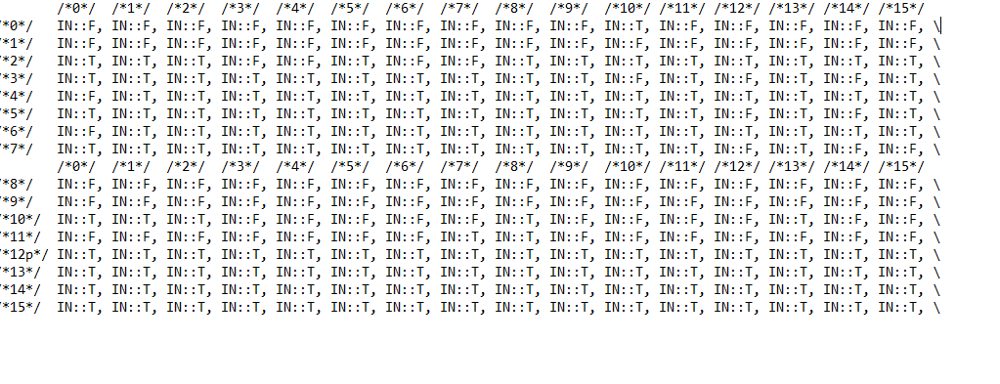 /*0*/ /*1*/ /*2*/ /*3*/ /*4*/ /*5*/ /*6*/ /*7*/ /*8*/ /*9*/ /*10*/ /*11*/ /*12*/ /*13*/ /*14*/ /*15*/
/*0*/ IN::F, IN::F, IN::F, IN::F, IN::F, IN::F, IN::F, IN::F, IN::F, IN::F, IN::T, IN::F, IN::F, IN::F, IN::F, IN::F, \
/*1*/ IN::F, IN::F, IN::F, IN::F, IN::F, IN::F, IN::F, IN::F, IN::F, IN::F, IN::F, IN::F, IN::F, IN::F, IN::F, IN::F, \
/*2*/ IN::T, IN::T, IN::T, IN::F, IN::F, IN::T, IN::T, IN::F, IN::T, IN::T, IN::T, IN::T, IN::F, IN::T, IN::T, IN::T, \
/*3*/ IN::T, IN::T, IN::T, IN::T, IN::T, IN::T, IN::F, IN::T, IN::T, IN::T, IN::F, IN::T, IN::F, IN::T, IN::F, IN::T, \
/*4*/ IN::F, IN::T, IN::T, IN::T, IN::T, IN::T, IN::T, IN::T, IN::T, IN::T, IN::T, IN::T, IN::T, IN::T, IN::T, IN::T, \
/*5*/ IN::T, IN::T, IN::T, IN::T, IN::T, IN::T, IN::T, IN::T, IN::T, IN::T, IN::T, IN::T, IN::F, IN::T, IN::F, IN::T, \
/*6*/ IN::F, IN::T, IN::T, IN::T, IN::T, IN::T, IN::T, IN::T, IN::T, IN::T, IN::T, IN::T, IN::T, IN::T, IN::T, IN::T, \
/*7*/ IN::T, IN::T, IN::T, IN::T, IN::T, IN::T, IN::T, IN::T, IN::T, IN::T, IN::T, IN::F, IN::T, IN::T, IN::F, IN::F, \
/*0*/ /*1*/ /*2*/ /*3*/ /*4*/ /*5*/ /*6*/ /*7*/ /*8*/ /*9*/ /*10*/ /*11*/ /*12*/ /*13*/ /*14*/ /*15*/
/*8*/ IN::F, IN::F, IN::F, IN::F, IN::F, IN::F, IN::F, IN::F, IN::F, IN::F, IN::F, IN::F, IN::F, IN::F, IN::F, IN::F, \
/*9*/ IN::F, IN::F, IN::F, IN::F, IN::F, IN::F, IN::F, IN::F, IN::F, IN::F, IN::F, IN::F, IN::F, IN::F, IN::F, IN::F, \
/*10*/ IN::T, IN::T, IN::T, IN::F, IN::F, IN::F, IN::F, IN::F, IN::T, IN::F, IN::F, IN::F, IN::F, IN::F, IN::F, IN::F, \
/*11*/ IN::F, IN::F, IN::F, IN::F, IN::F, IN::F, IN::F, IN::T, IN::T, IN::F, IN::F, IN::F, IN::F, IN::F, IN::F, IN::F, \
/*12p*/ IN::T, IN::T, IN::T, IN::T, IN::T, IN::T, IN::T, IN::T, IN::T, IN::T, IN::T, IN::T, IN::T, IN::T, IN::T, IN::T, \
/*13*/ IN::T, IN::T, IN::T, IN::T, IN::T, IN::T, IN::T, IN::T, IN::T, IN::T, IN::T, IN::T, IN::T, IN::T, IN::T, IN::T, \
/*14*/ IN::T, IN::T, IN::T, IN::T, IN::T, IN::T, IN::T, IN::T, IN::T, IN::T, IN::T, IN::T, IN::T, IN::T, IN::T, IN::T, \
/*15*/ IN::T, IN::T, IN::T, IN::T, IN::T, IN::T, IN::T, IN::T, IN::T, IN::T, IN::T, IN::T, IN::T, IN::T, IN::T, IN::T, \